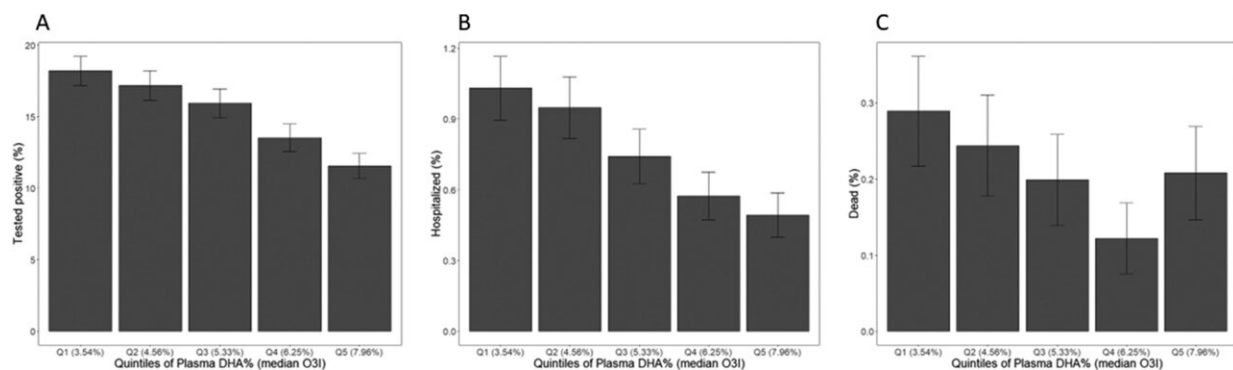 A
Tested positive (%)
20
15
10
5
0
Q1 (3.54%) Q2 (4.56%) Q3 (5.33%) Q4 (6.25%) Q5 (7.96%)
Quintiles of Plasma DHA% (median O3I)
B
Hospitalized (%)
1.2
0.9
0.6
0.3
0.0
Q1 (3.54%) Q2 (4.56%) Q3 (5.33%) Q4 (6.25%) Q5 (7.96%)
Quintiles of Plasma DHA% (median O3I)
C
Dead (%)
0.3
0.2
0.1
0.0
Q1 (3.54%) Q2 (4.56%) Q3 (5.33%) Q4 (6.25%) Q5 (7.96%)
Quintiles of Plasma DHA% (median O3I)